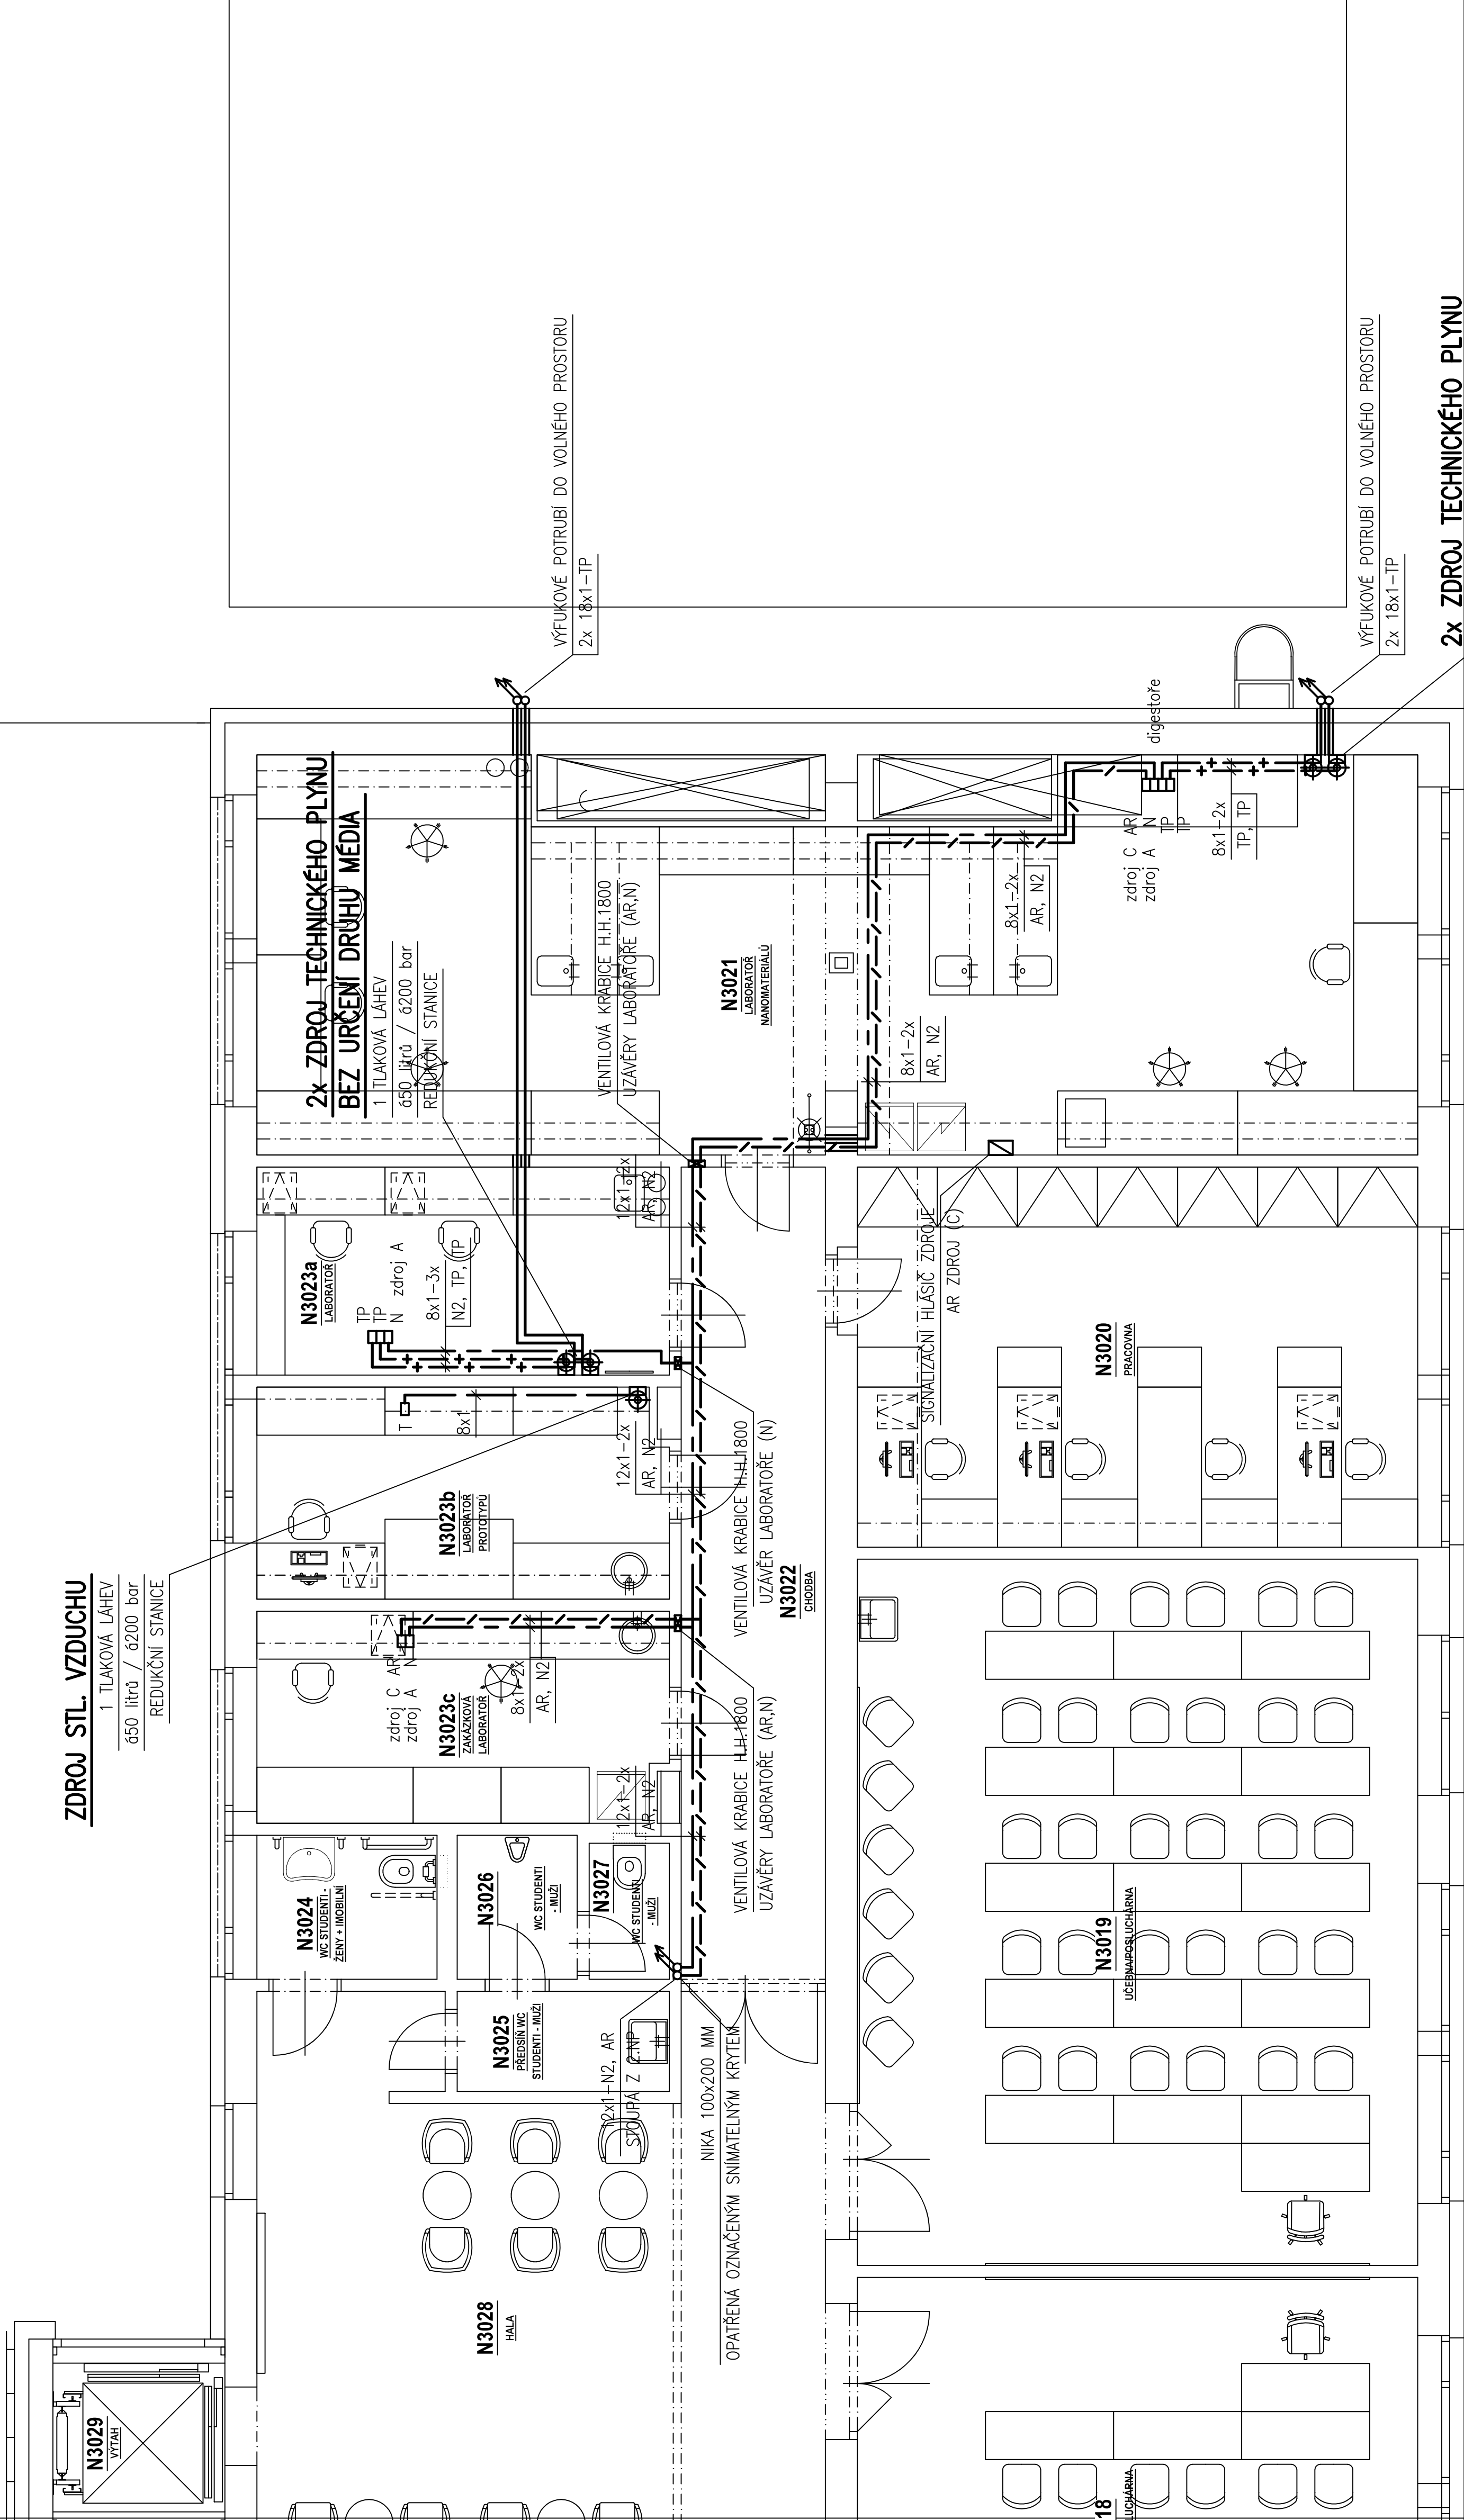 VÝFUKOVÉ POTRUBÍ DO VOLNÉHO PROSTORU
2x 18x1-TP
VÝFUKOVÉ POTRUBÍ DO VOLNÉHO PROSTORU
2x 18x1-TP
2x ZDROJ TECHNICKÉHO PLYNU
2x ZDROJ TECHNICKÉHO PLYNU
BEZ URČENÍ DRUHU MÉDIA
1 TLAKOVÁ LÁHEV
á50 litrů / á200 bar
REDUKČNÍ STANICE
VENTILOVÁ KRABICE H.H.1800
UZÁVĚRY LABORATOŘE (AR,N)
N3021
LABORATOŘ
NANOMATERIÁLŮ
8x1-2x
AR, N2
8x1-2x
AR, N2
digestoře
zdroj C AR
zdroj A N
TP
TP
8x1-2x
TP, TP
12x1-2x
AR, N2
SIGNALIZAČNÍ HLÁSIČ ZDROJE
AR ZDROJ (C)
N3023a
LABORATOŘ
TP
TP
N zdroj A
8x1-3x
N2, TP, TP
N3020
PRACOVNA
T
8x1
12x1-2x
AR, N2
VENTILOVÁ KRABICE H.H.1800
UZÁVĚR LABORATOŘE (N)
N3023b
LABORATOŘ
PROTOTYPŮ
N3022
CHODBA
ZDROJ STL. VZDUCHU
1 TLAKOVÁ LÁHEV
á50 litrů / á200 bar
REDUKČNÍ STANICE
zdroj C AR
zdroj A N
N3023c
ZAKÁZKOVÁ
LABORATOŘ
8x1-2x
AR, N2
12x1-2x
AR, N2
VENTILOVÁ KRABICE H.H.1800
UZÁVĚRY LABORATOŘE (AR,N)
N3024
WC STUDENTI -
ŽENY + IMOBILNÍ
N3026
WC STUDENTI
- MUŽI
N3027
WC STUDENTI
- MUŽI
N3019
UČEBNA/POSLUCHÁRNA
N3025
PŘEDSÍŇ WC
STUDENTI - MUŽI
12x1-N2, AR
STOUPÁ Z 2.NP
NIKA 100x200 MM
OPATŘENÁ OZNAČENÝM SNÍMATELNÝM KRYTEM
N3028
HALA
N3029
VÝTAH
18
LUCHÁRNA